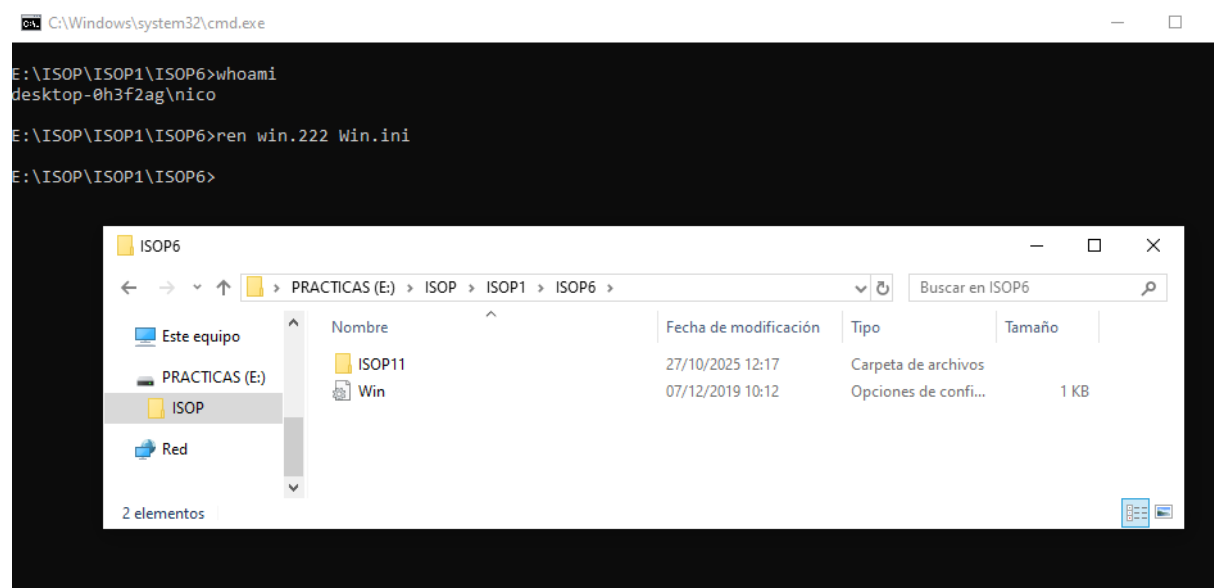 C:\Windows\system32\cmd.exe
E:\ISOP\ISOP1\ISOP6>whoami
desktop-0h3f2ag\nico
E:\ISOP\ISOP1\ISOP6>ren win.222 Win.ini
E:\ISOP\ISOP1\ISOP6>
ISOP6
PRACTICAS (E:) > ISOP > ISOP1 > ISOP6 >
Buscar en ISOP6
Este equipo
PRACTICAS (E:)
ISOP
Red
Nombre Fecha de modificación Tipo Tamaño
ISOP11 27/10/2025 12:17 Carpeta de archivos
Win 07/12/2019 10:12 Opciones de confi... 1 KB
2 elementos